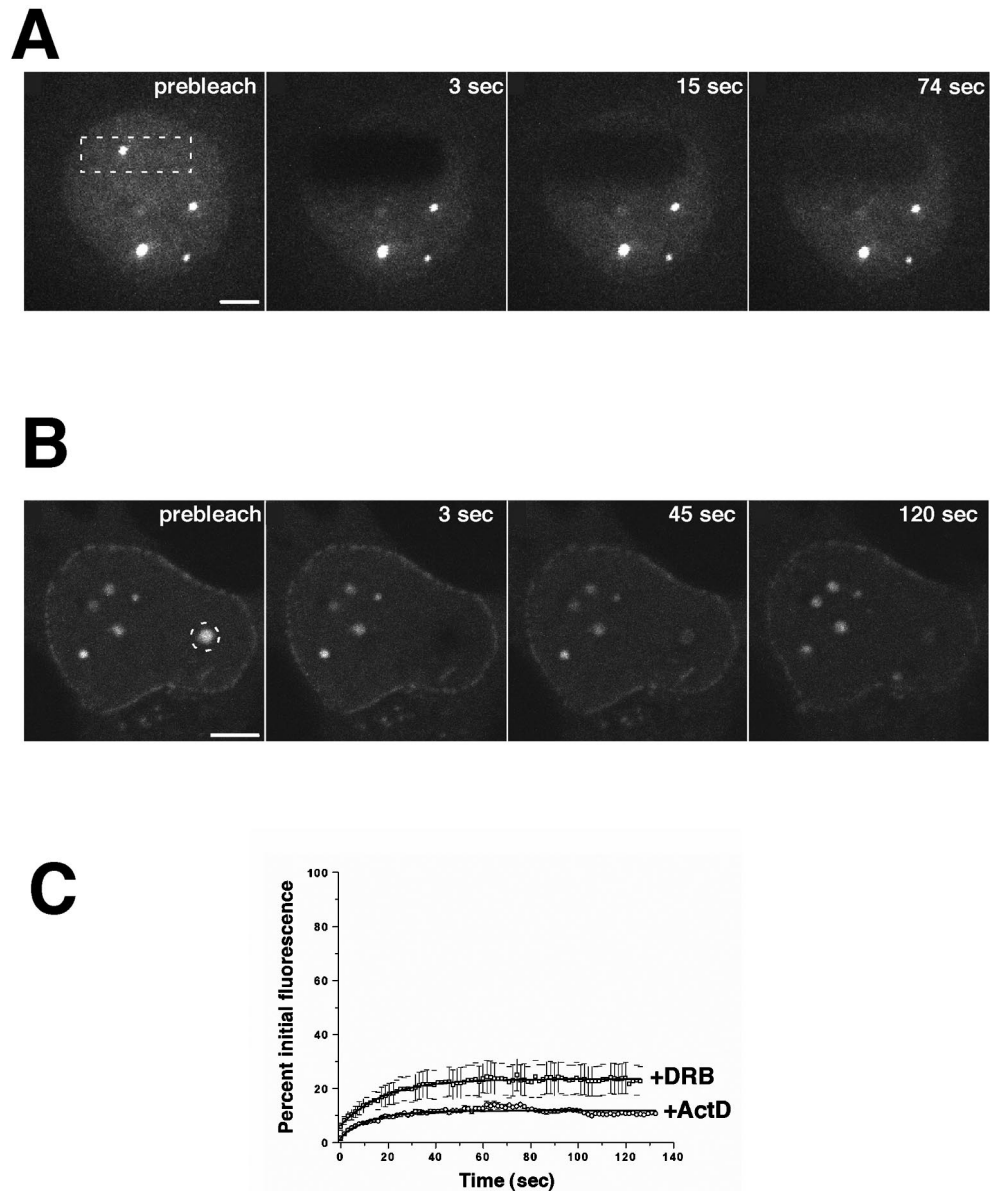 A
prebleach
3 sec
15 sec
74 sec
B
prebleach
3 sec
45 sec
120 sec
C
Percent initial fluorescence
100
80
60
40
20
0
+DRB
+ActD
0 20 40 60 80 100 120 140
Time (sec)